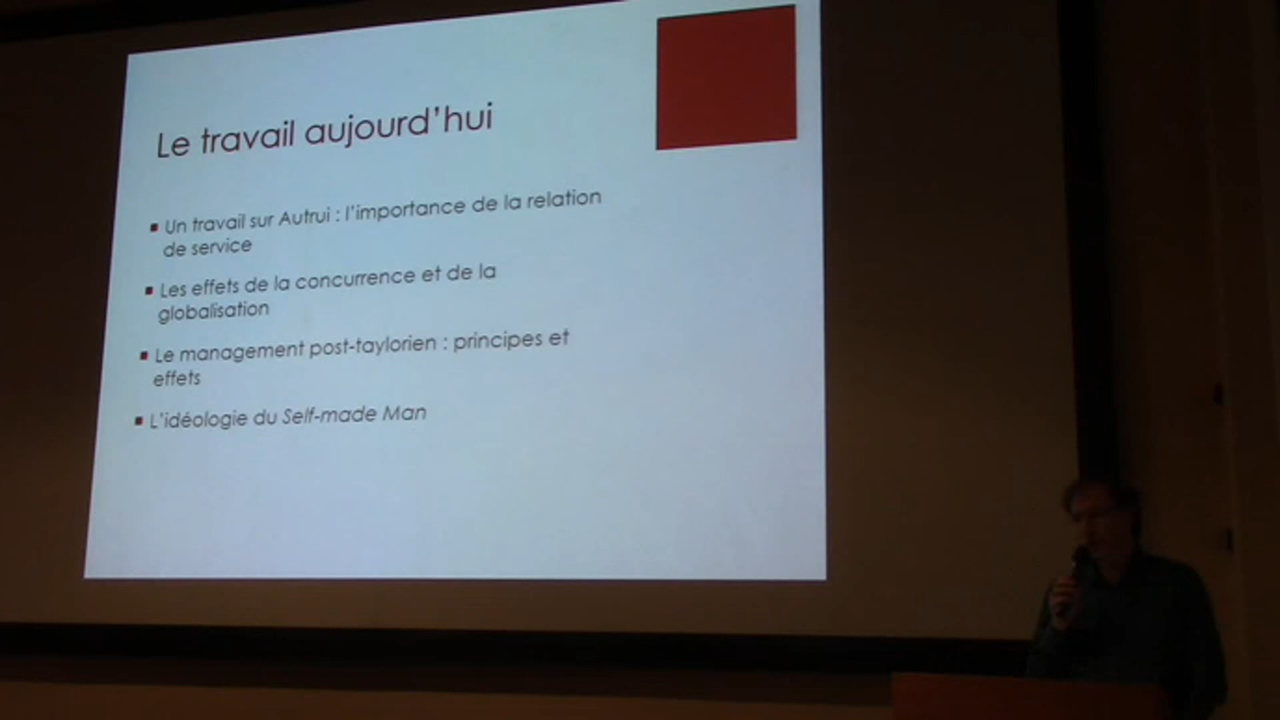 Le travail aujourd'hui
Un travail sur Autrui : l'importance de la relation
de service
Les effets de la concurrence et de la
globalisation
Le management post-taylorien : principes et
effets
L'idéologie du Self-made Man